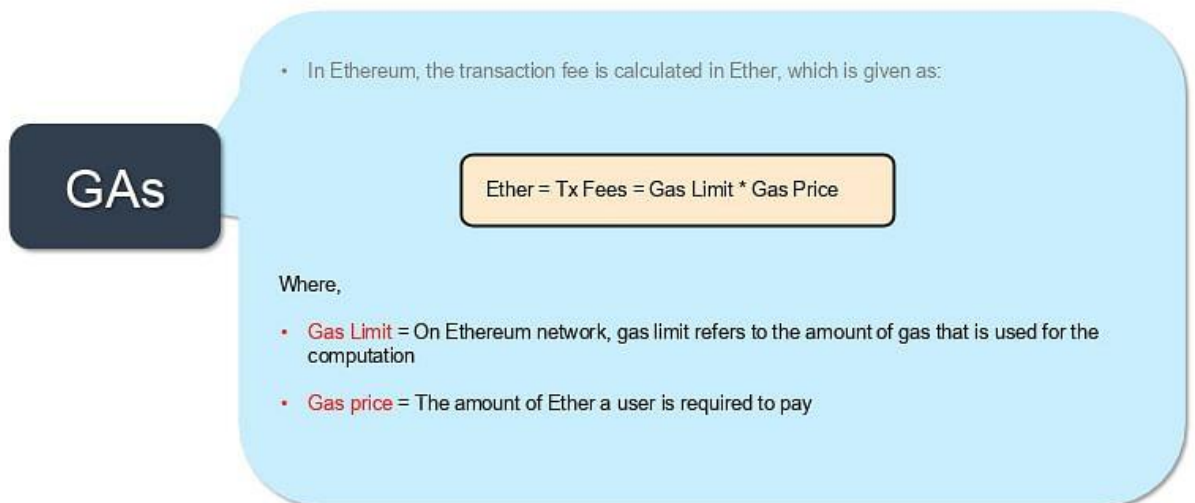 GAs
• In Ethereum, the transaction fee is calculated in Ether, which is given as:
Ether = Tx Fees = Gas Limit * Gas Price
Where,
• Gas Limit = On Ethereum network, gas limit refers to the amount of gas that is used for the
computation
• Gas price = The amount of Ether a user is required to pay